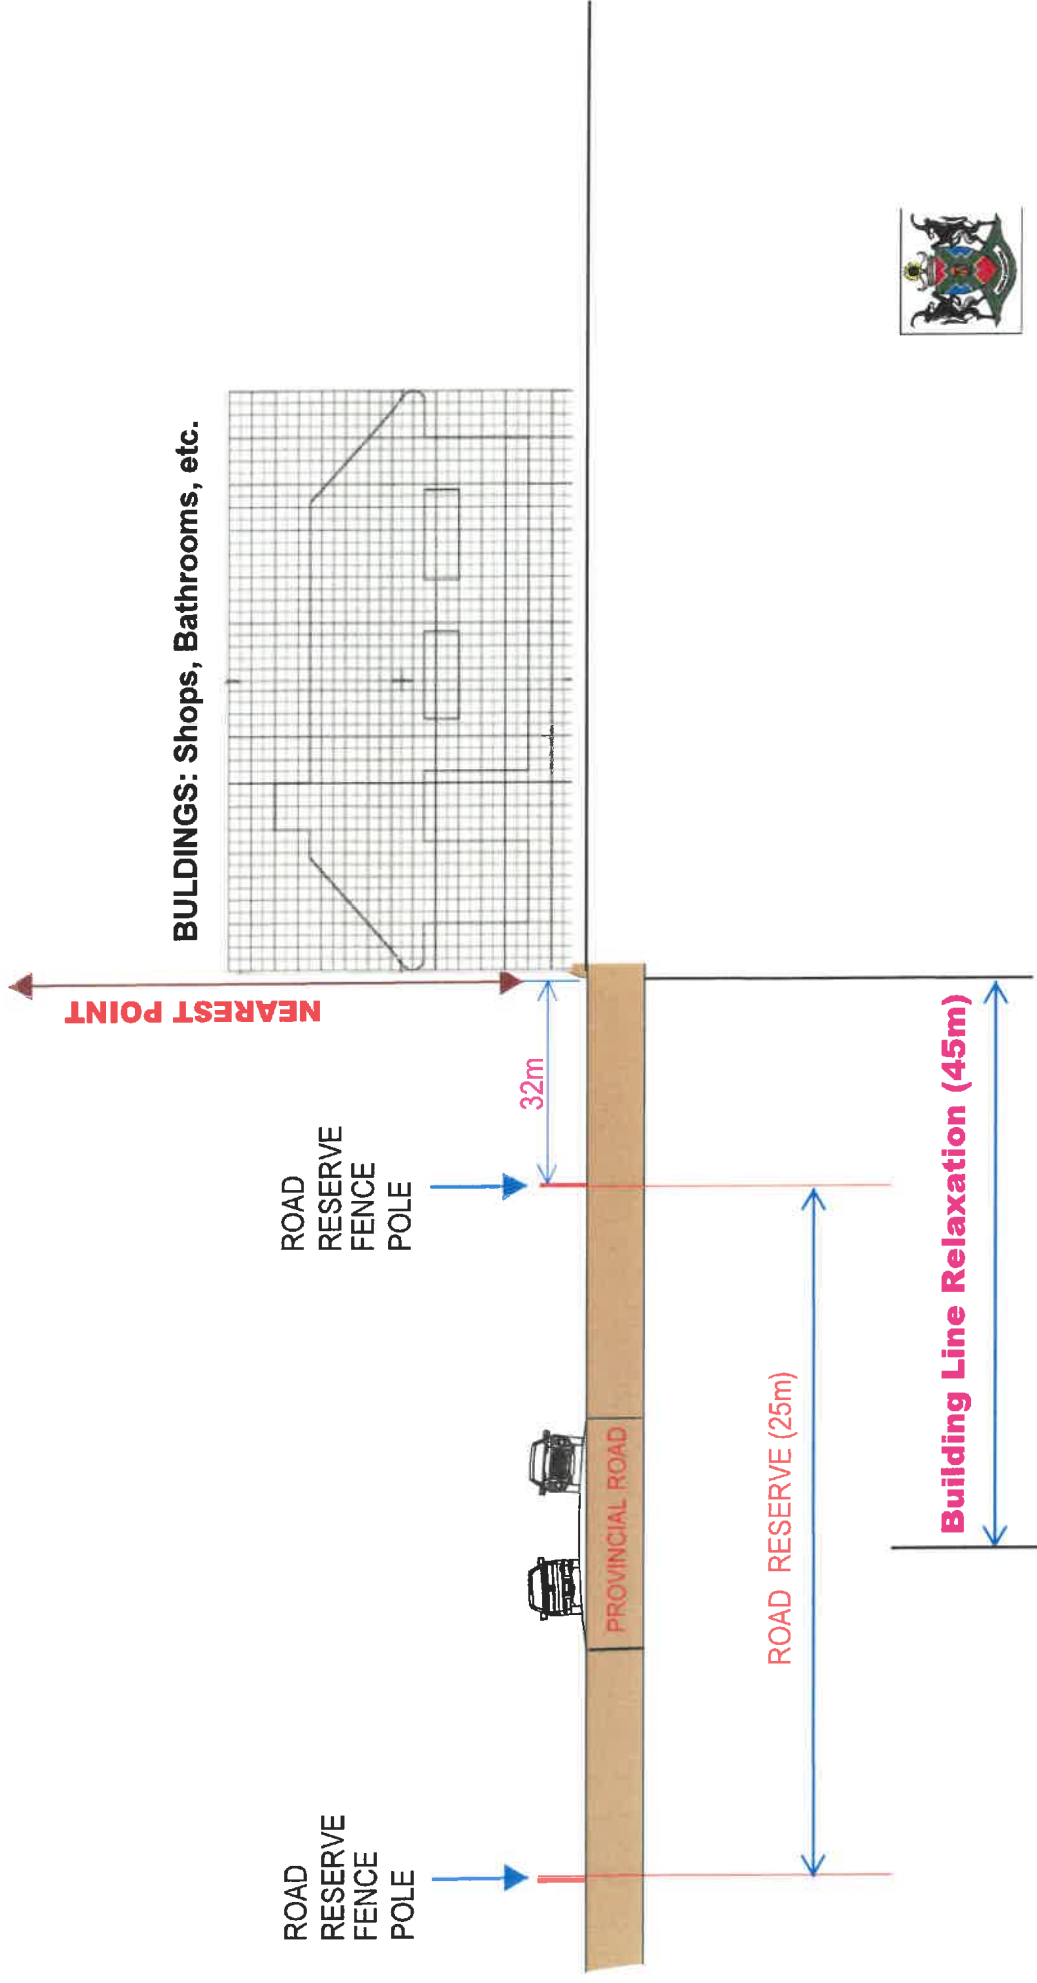 BULDINGS: Shops, Bathrooms, etc.
NEAREST POINT
ROAD
RESERVE
FENCE
POLE
ROAD
RESERVE
FENCE
POLE
32m
PROVINCIAL ROAD
ROAD RESERVE (25m)
Building Line Relaxation (45m)